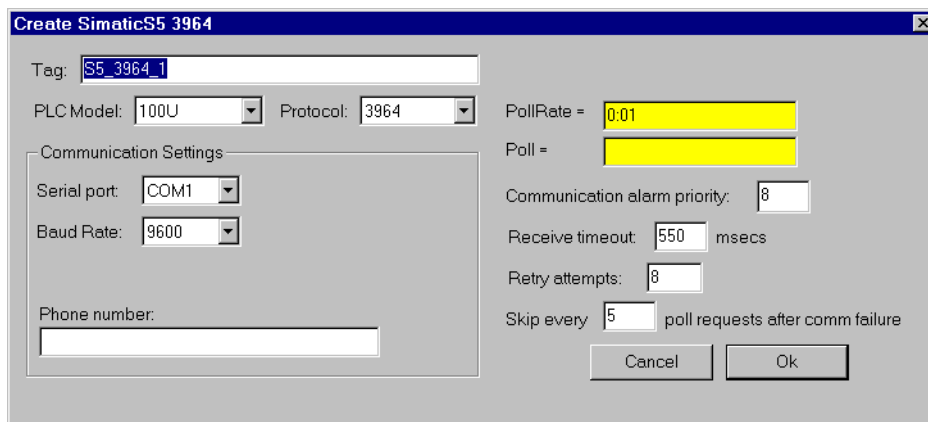 Create SimaticS5 3964
Tag: S5_3964_1
PLC Model: 100U Protocol: 3964
Communication Settings
Serial port: COM1
Baud Rate: 9600
Phone number:
PollRate = 0:01
Poll =
Communication alarm priority: 8
Receive timeout: 550 msecs
Retry attempts: 8
Skip every 5 poll requests after comm failure
Cancel Ok